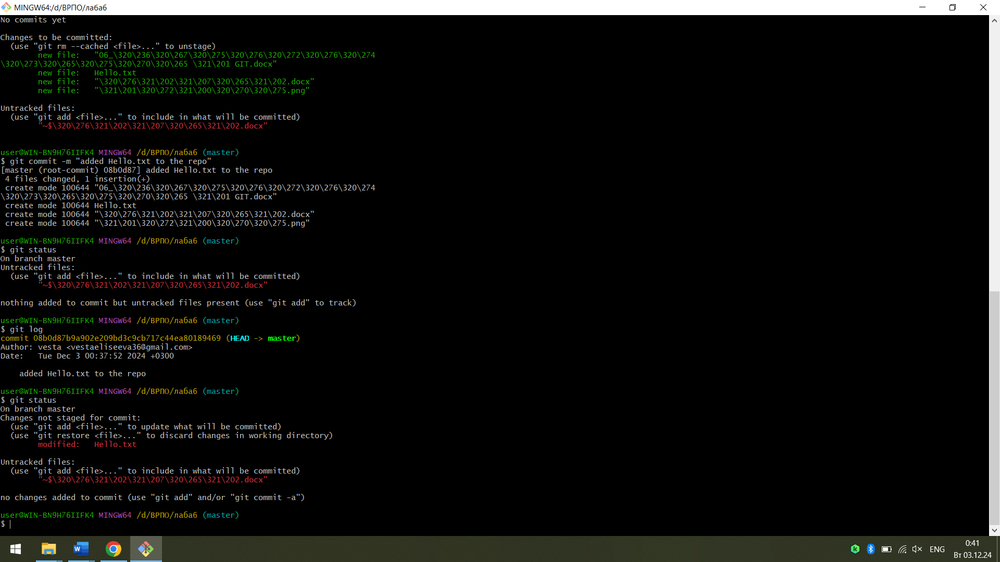 MINGW64:/d/ВРПО/лаба6
No commits yet
Changes to be committed:
  (use "git rm --cached <file>..." to unstage)
        new file:   "06_\320\236\320\267\320\275\320\276\320\272\320\276\320\274
\320\273\320\265\320\275\320\270\320\265 \321\201 GIT.docx"
        new file:   Hello.txt
        new file:   "\320\276\321\202\321\207\320\265\321\202.docx"
        new file:   "\321\201\320\272\321\200\320\270\320\275.png"
Untracked files:
  (use "git add <file>..." to include in what will be committed)
        "~$\320\276\321\202\321\207\320\265\321\202.docx"
user@WIN-BN9H76IIFK4 MINGW64 /d/ВРПО/лаба6 (master)
$ git commit -m "added Hello.txt to the repo"
[master (root-commit) 08b0d87] added Hello.txt to the repo
 4 files changed, 1 insertion(+)
 create mode 100644 "06_\320\236\320\267\320\275\320\276\320\272\320\276\320\274
\320\273\320\265\320\275\320\270\320\265 \321\201 GIT.docx"
 create mode 100644 Hello.txt
 create mode 100644 "\320\276\321\202\321\207\320\265\321\202.docx"
 create mode 100644 "\321\201\320\272\321\200\320\270\320\275.png"
user@WIN-BN9H76IIFK4 MINGW64 /d/ВРПО/лаба6 (master)
$ git status
On branch master
Untracked files:
  (use "git add <file>..." to include in what will be committed)
        "~$\320\276\321\202\321\207\320\265\321\202.docx"
nothing added to commit but untracked files present (use "git add" to track)
user@WIN-BN9H76IIFK4 MINGW64 /d/ВРПО/лаба6 (master)
$ git log
commit 08b0d87b9a902e209bd3c9cb717c44ea80189469 (HEAD -> master)
Author: vesta <vestaeliseeva36@gmail.com>
Date:   Tue Dec 3 00:37:52 2024 +0300
    added Hello.txt to the repo
user@WIN-BN9H76IIFK4 MINGW64 /d/ВРПО/лаба6 (master)
$ git status
On branch master
Changes not staged for commit:
  (use "git add <file>..." to update what will be committed)
  (use "git restore <file>..." to discard changes in working directory)
        modified:   Hello.txt
Untracked files:
  (use "git add <file>..." to include in what will be committed)
        "~$\320\276\321\202\321\207\320\265\321\202.docx"
no changes added to commit (use "git add" and/or "git commit -a")
user@WIN-BN9H76IIFK4 MINGW64 /d/ВРПО/лаба6 (master)
$
ENG
0:41
Вт 03.12.24